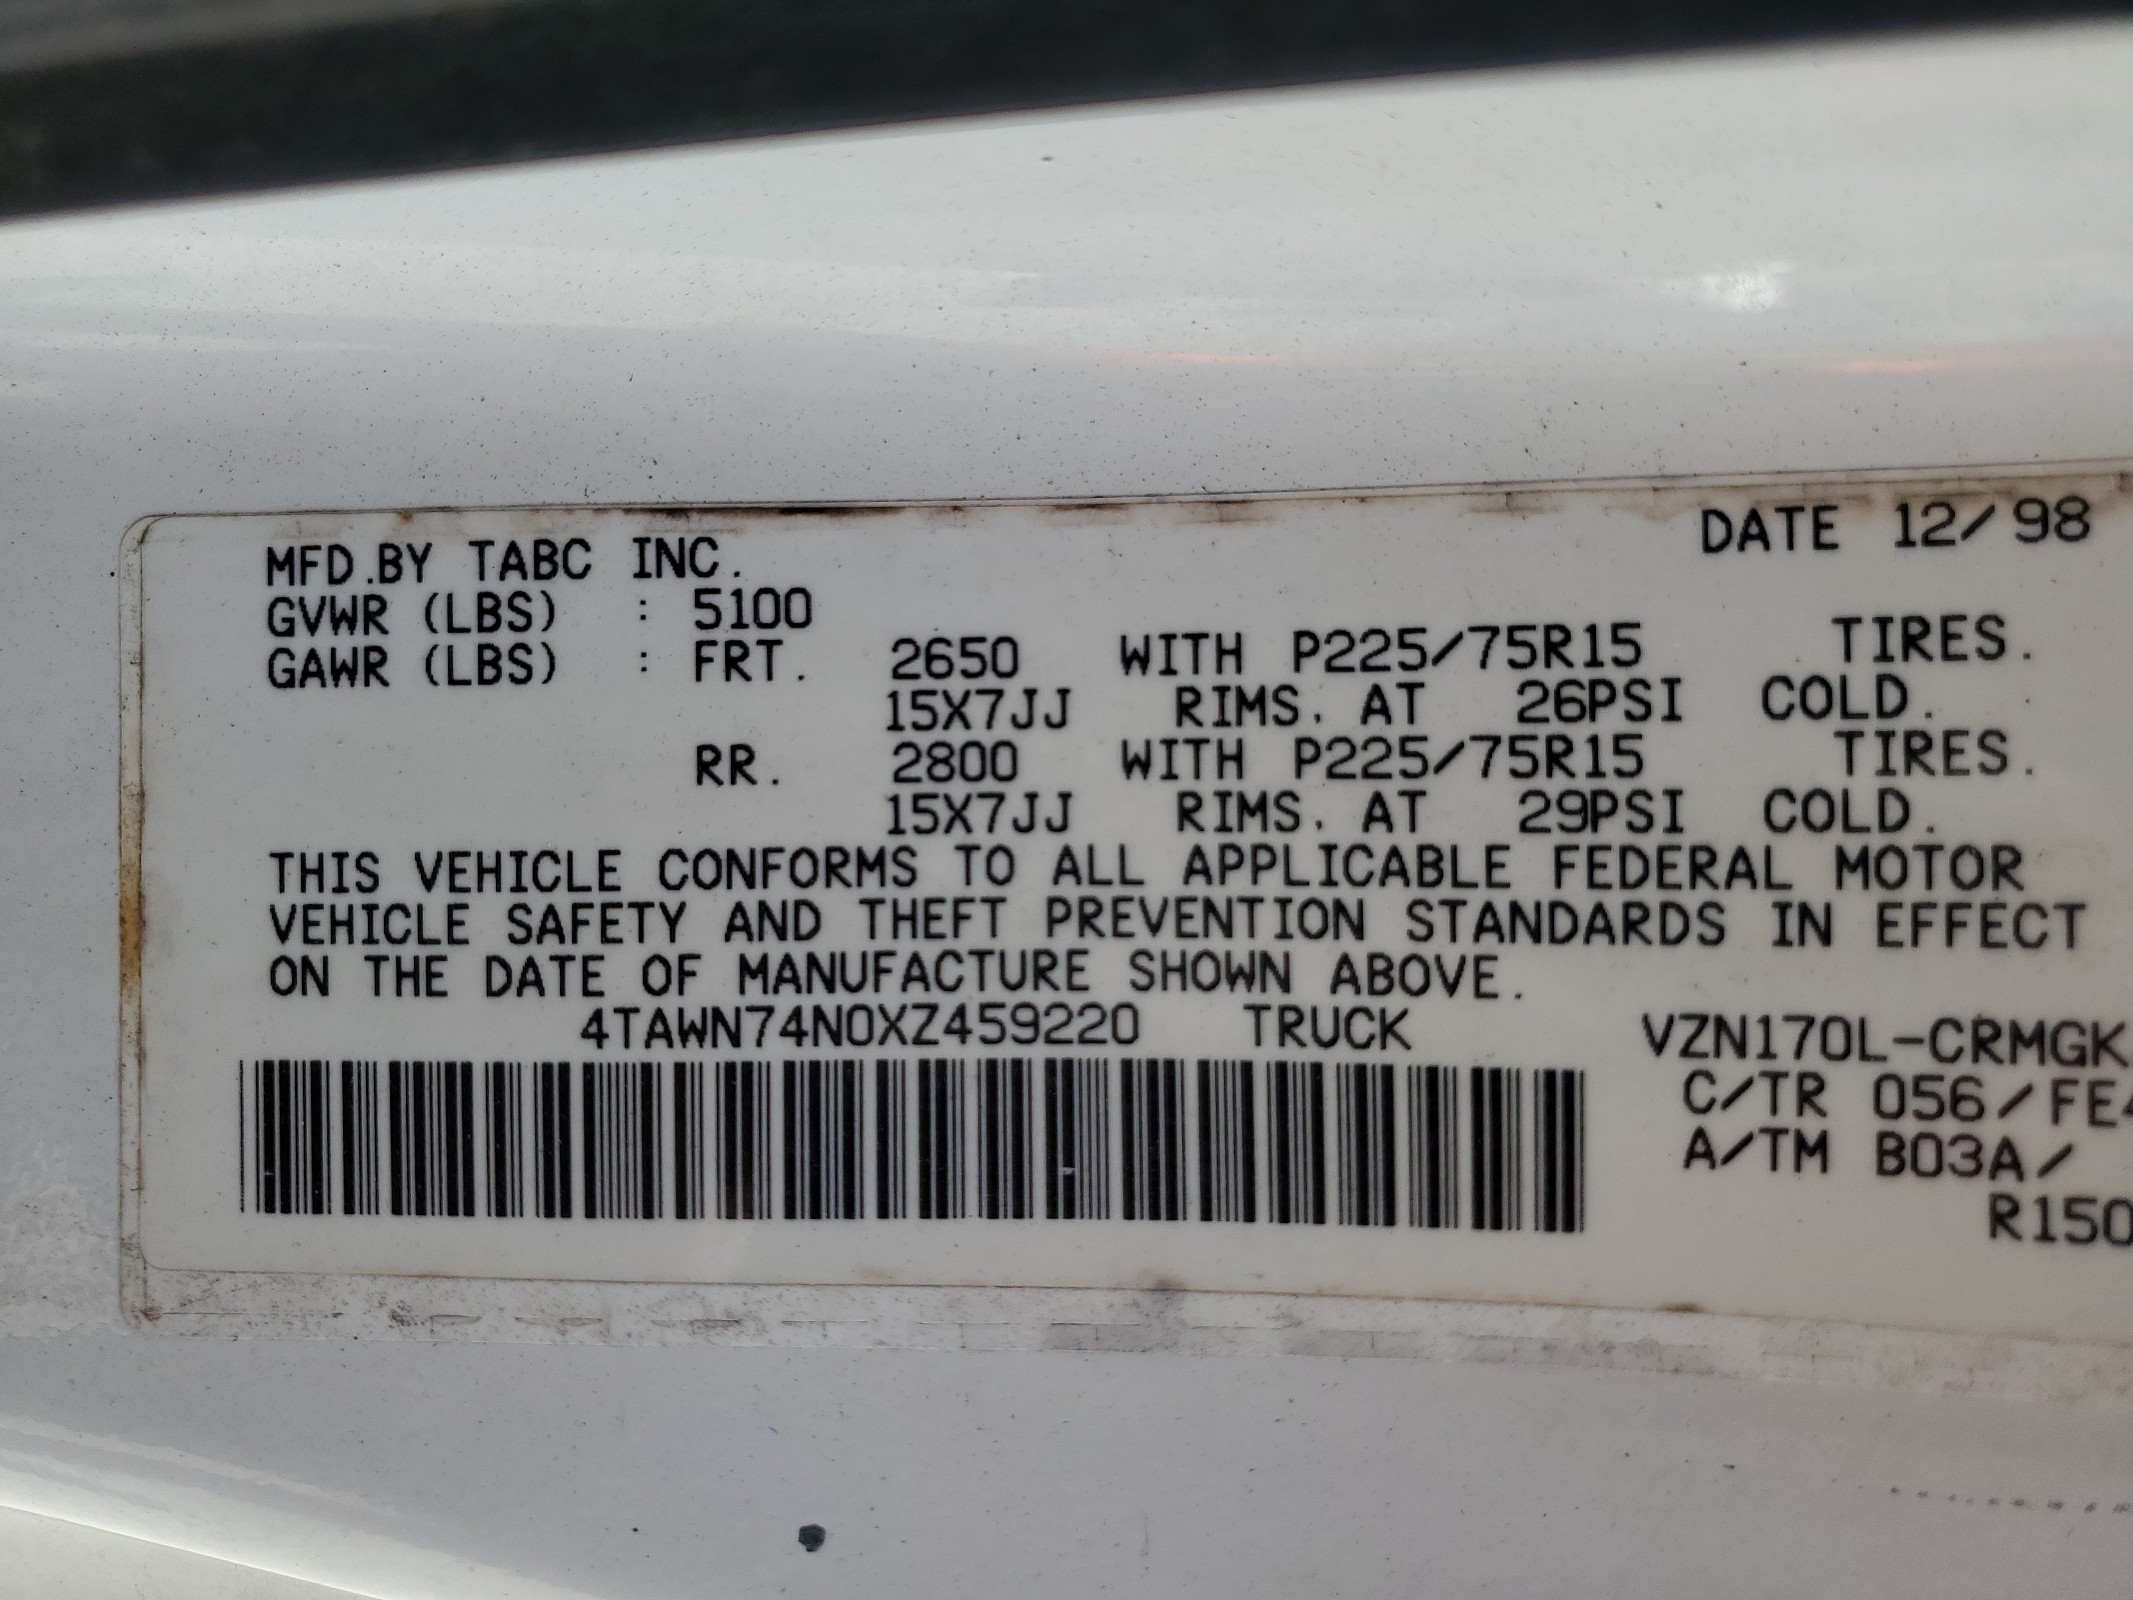 DATE 12/98
MFD.BY TABC INC.
GVWR (LBS) : 5100
GAWR (LBS) : FRT. 2650 WITH P225/75R15 TIRES.
15X7JJ RIMS. AT 26PSI COLD.
RR. 2800 WITH P225/75R15 TIRES.
15X7JJ RIMS. AT 29PSI COLD.
THIS VEHICLE CONFORMS TO ALL APPLICABLE FEDERAL MOTOR
VEHICLE SAFETY AND THEFT PREVENTION STANDARDS IN EFFECT
ON THE DATE OF MANUFACTURE SHOWN ABOVE.
4TAWN74N0XZ459220 TRUCK VZN170L-CRMGK
C/TR 056/FE4
A/TM B03A/
R150